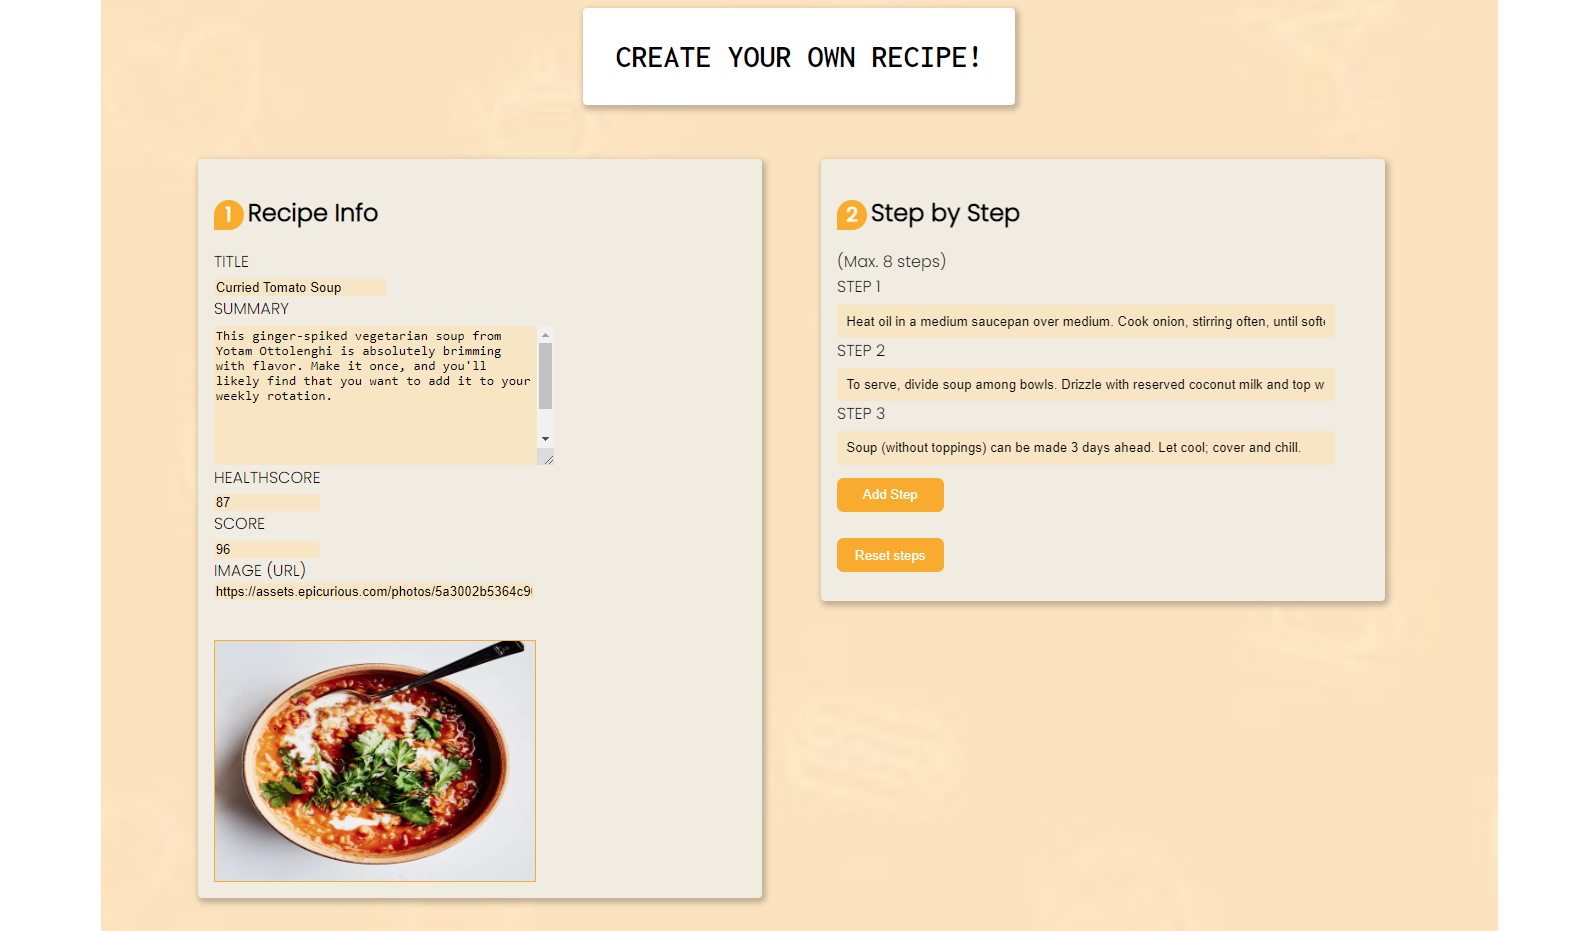 CREATE YOUR OWN RECIPE!
1 Recipe Info
TITLE
Curried Tomato Soup
SUMMARY
This ginger-spiked vegetarian soup from
Yotam Ottolenghi is absolutely brimming
with flavor. Make it once, and you'll
likely find that you want to add it to your
weekly rotation.
HEALTHSCORE
87
SCORE
96
IMAGE (URL)
https://assets.epicurious.com/photos/5a3002b5364c9
2 Step by Step
(Max. 8 steps)
STEP 1
Heat oil in a medium saucepan over medium. Cook onion, stirring often, until soft
STEP 2
To serve, divide soup among bowls. Drizzle with reserved coconut milk and top w
STEP 3
Soup (without toppings) can be made 3 days ahead. Let cool; cover and chill.
Add Step
Reset steps